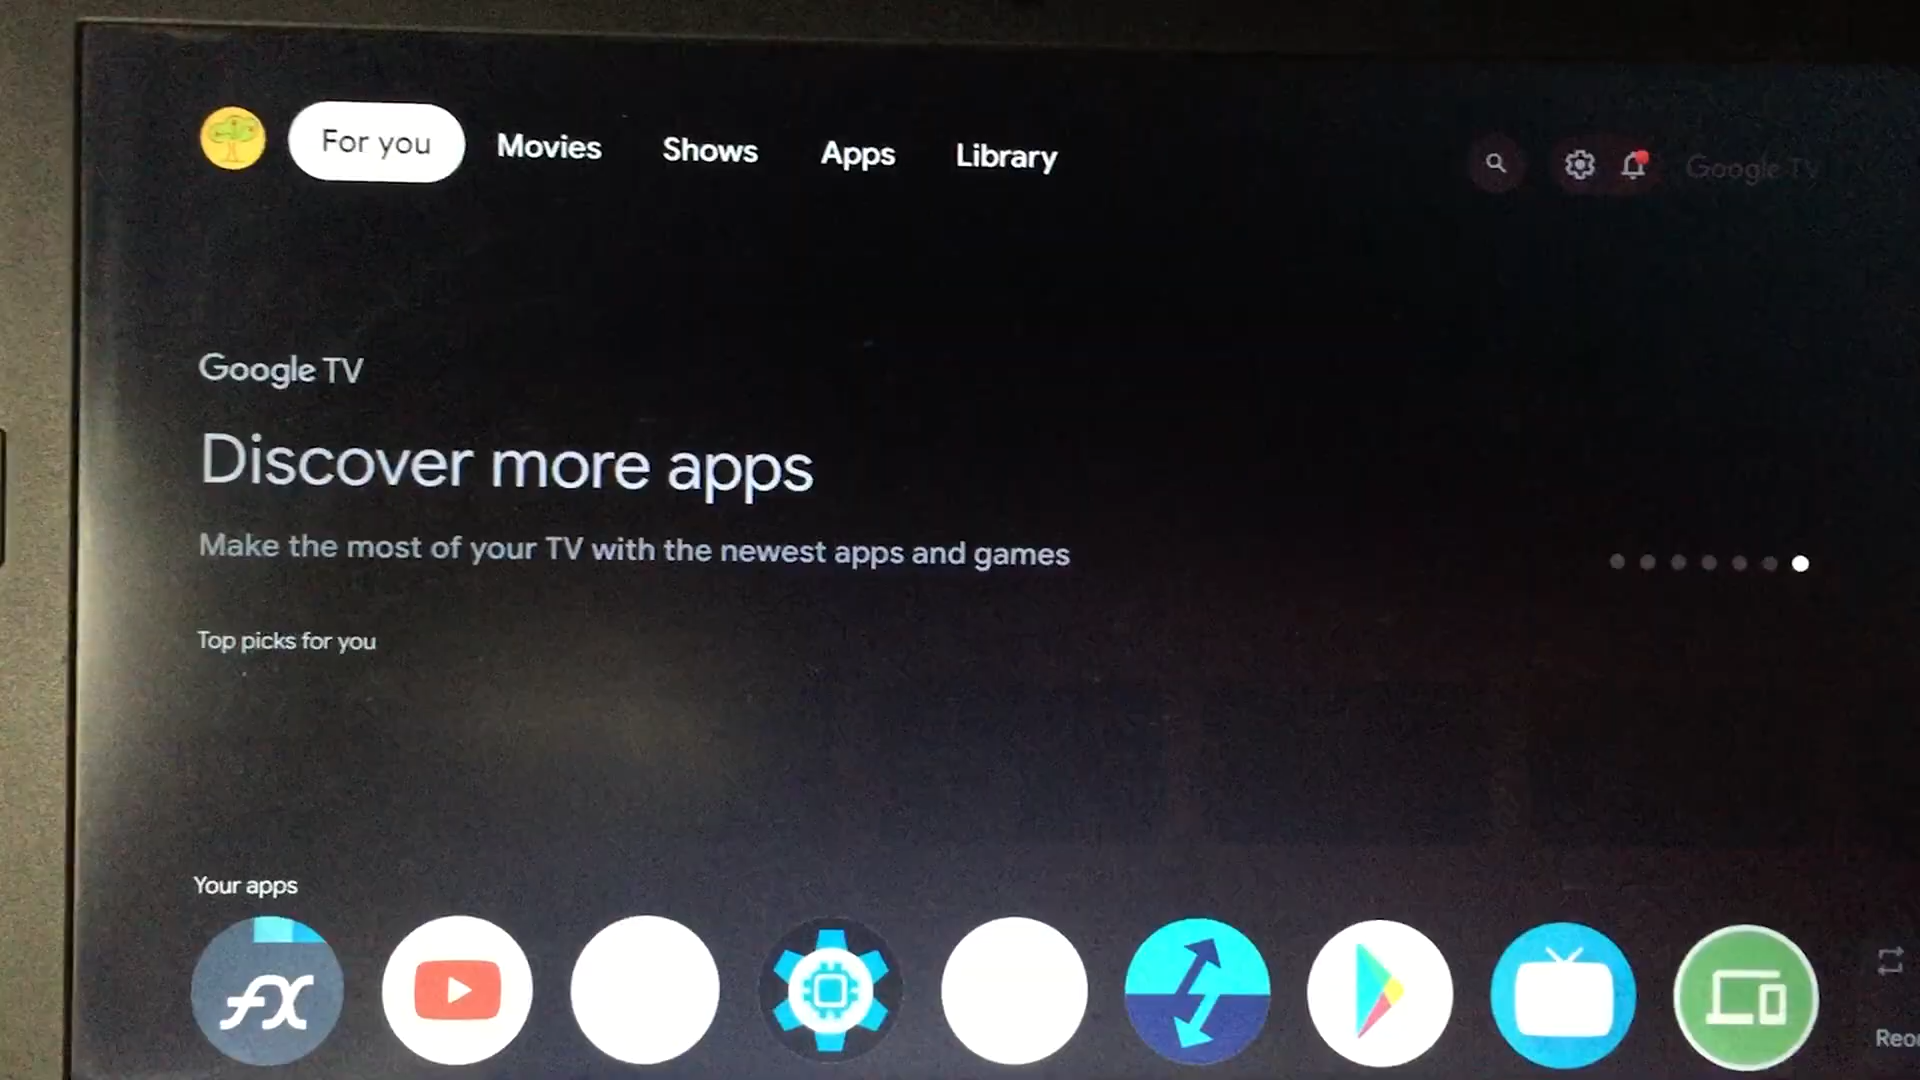 For you Movies Shows Apps Library Google TV
Google TV
Discover more apps
Make the most of your TV with the newest apps and games
Top picks for you
Your apps
fX